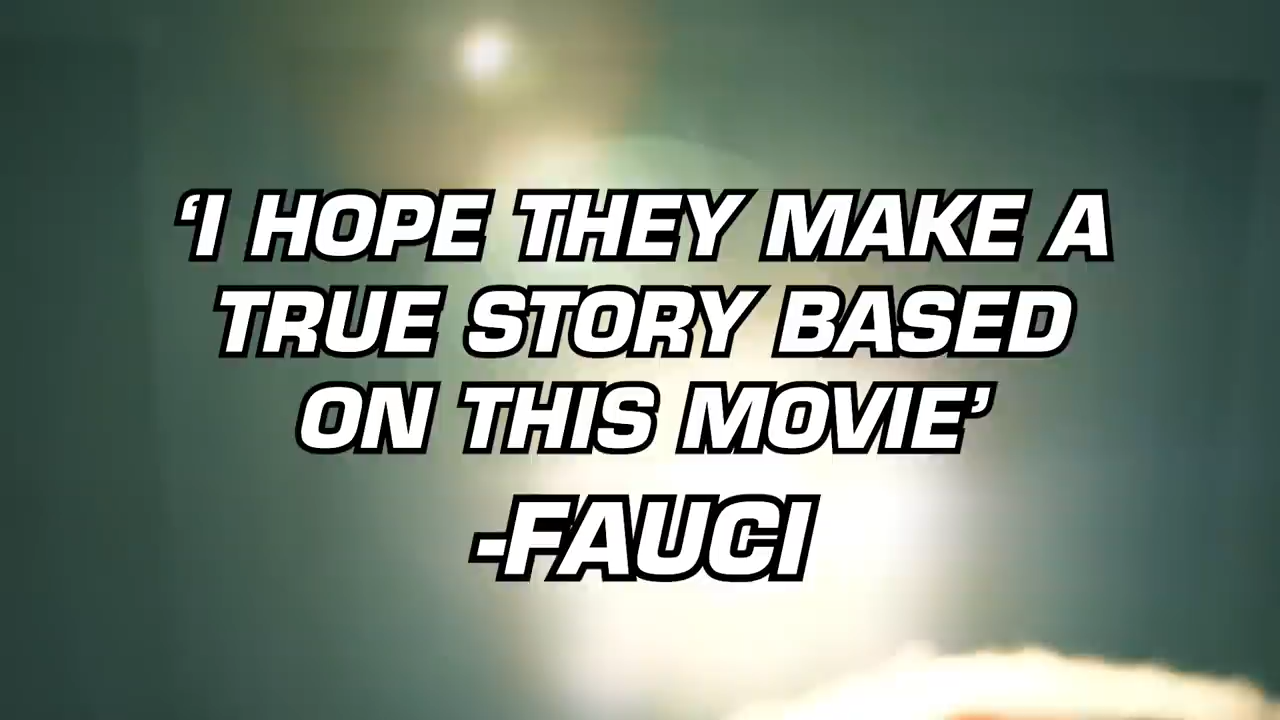 ‘I HOPE THEY MAKE A
TRUE STORY BASED
ON THIS MOVIE’
-FAUCI